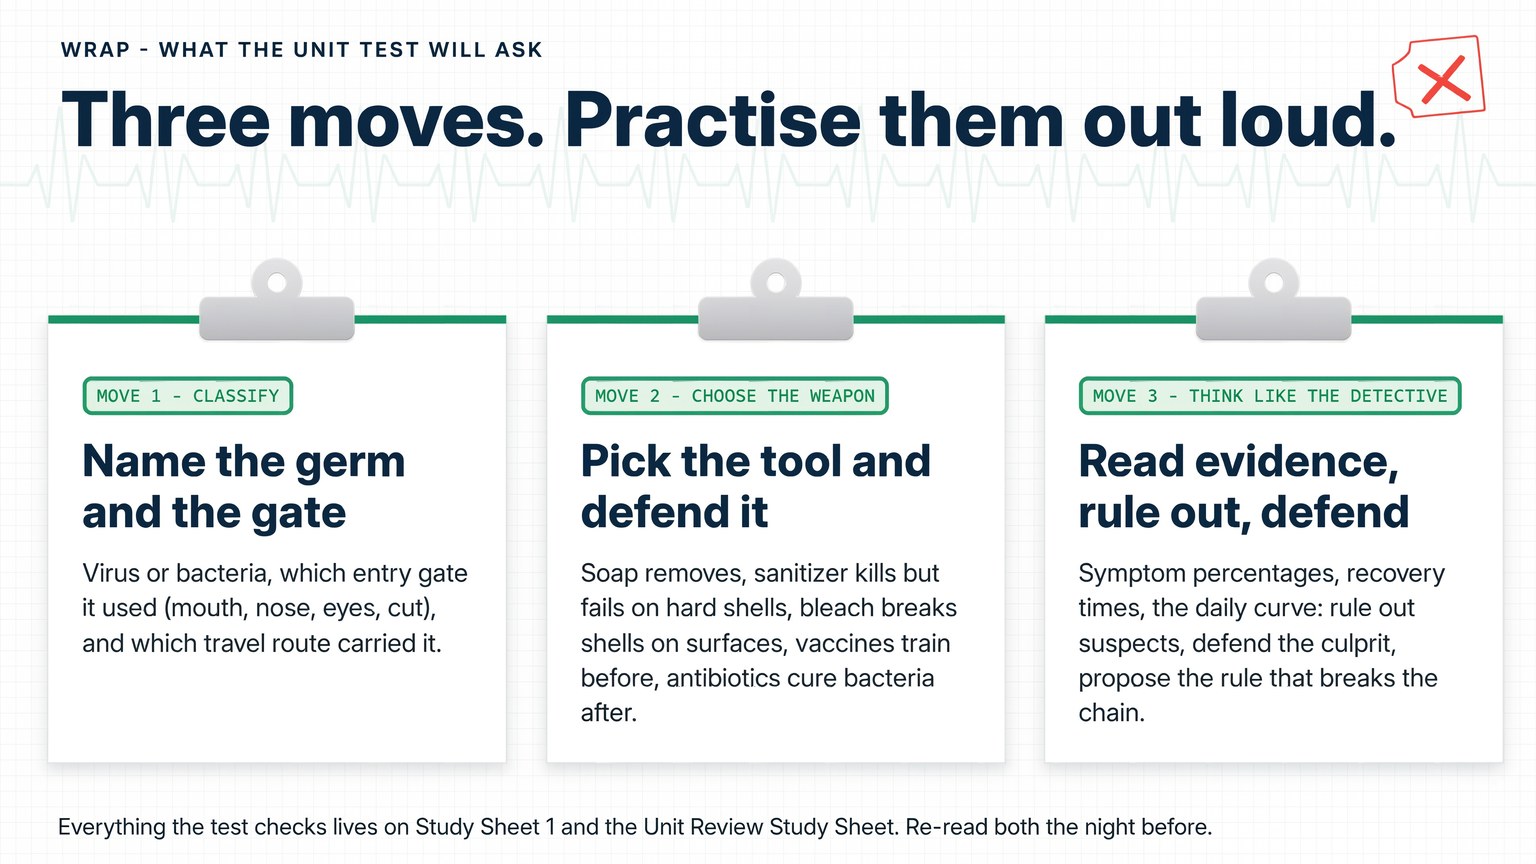 WRAP - WHAT THE UNIT TEST WILL ASK
Three moves. Practise them out loud.
MOVE 1 - CLASSIFY
Name the germ
and the gate
Virus or bacteria, which entry gate
it used (mouth, nose, eyes, cut),
and which travel route carried it.
MOVE 2 - CHOOSE THE WEAPON
Pick the tool and
defend it
Soap removes, sanitizer kills but
fails on hard shells, bleach breaks
shells on surfaces, vaccines train
before, antibiotics cure bacteria
after.
MOVE 3 - THINK LIKE THE DETECTIVE
Read evidence,
rule out, defend
Symptom percentages, recovery
times, the daily curve: rule out
suspects, defend the culprit,
propose the rule that breaks the
chain.
Everything the test checks lives on Study Sheet 1 and the Unit Review Study Sheet. Re-read both the night before.